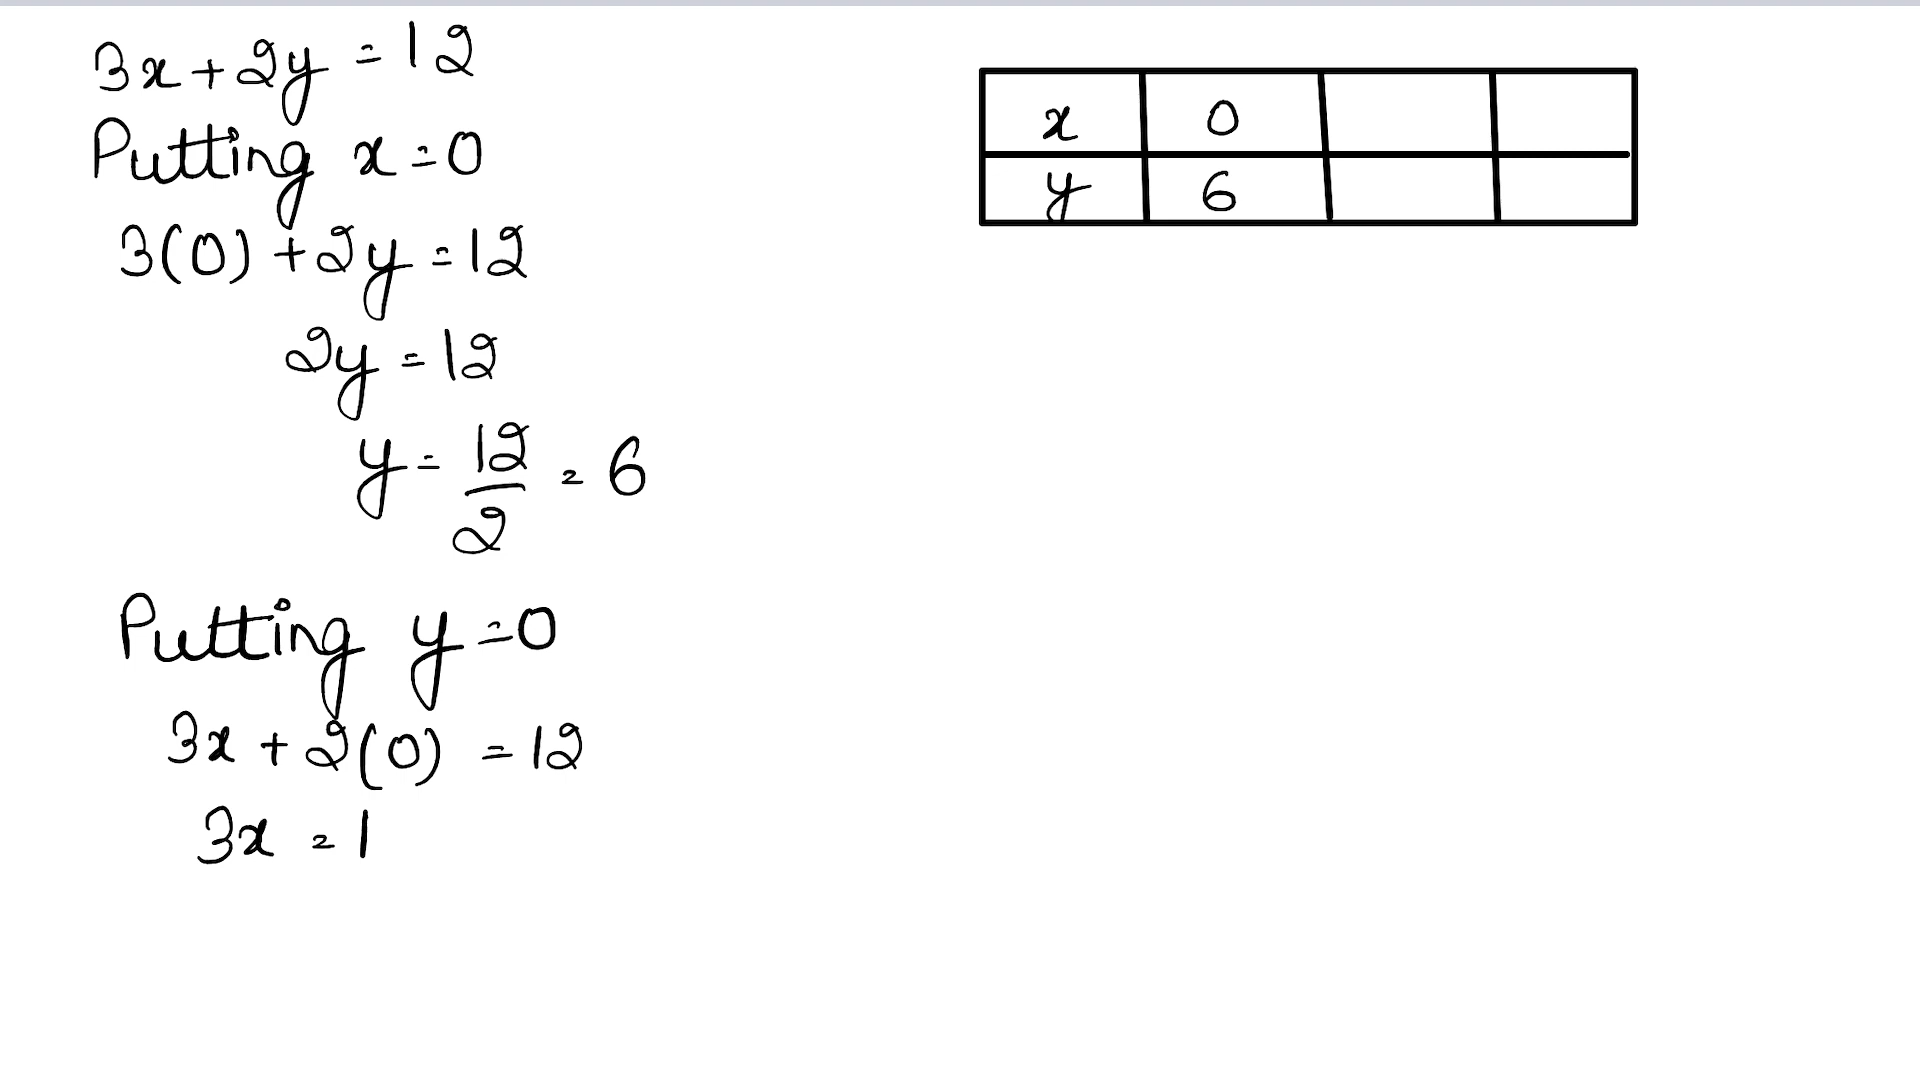 3x+2y=12
Putting x=0
3(0)+2y=12
2y=12
y=12/2=6
Putting y=0
3x+2(0)=12
3x=1
x 0
y 6